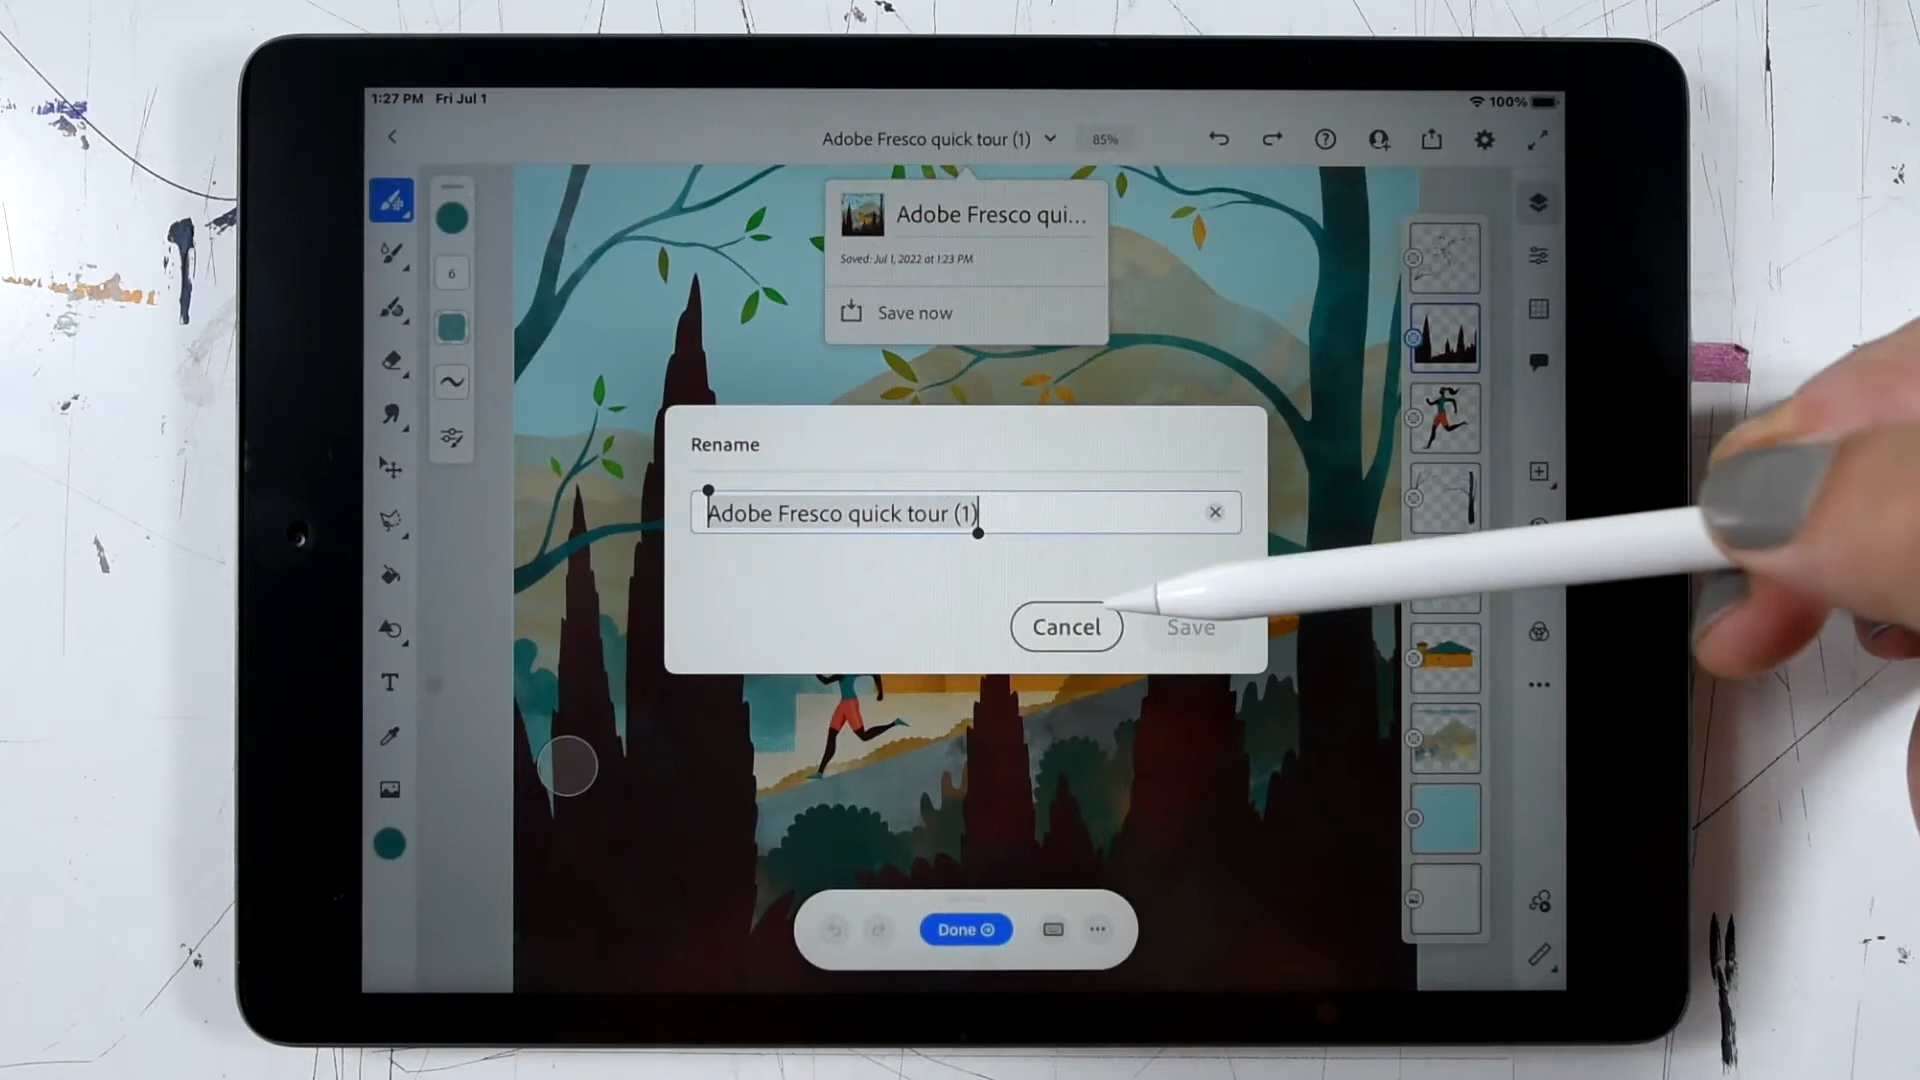 1:27 PM Fri Jul 1
100%
Adobe Fresco quick tour (1)
85%
Adobe Fresco qui...
Saved: Jul 1, 2022 at 1:23 PM
Save now
6
Rename
Adobe Fresco quick tour (1)
Cancel
Save
T
Done